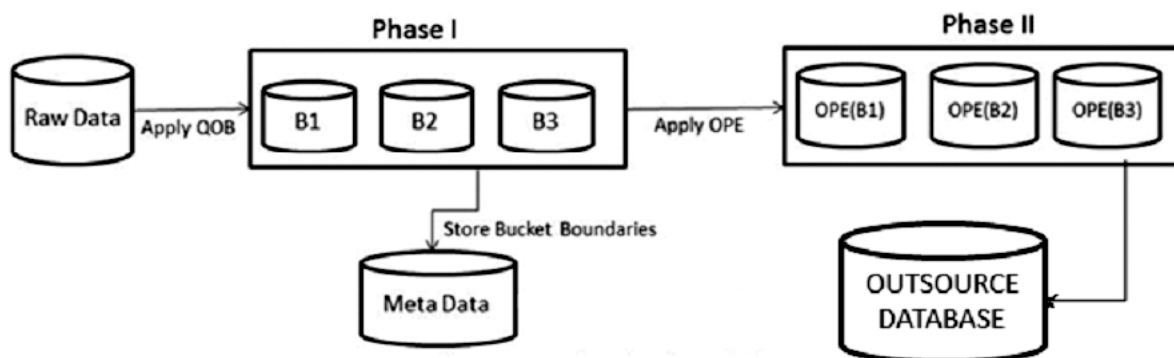 Phase I
Phase II
Raw Data
Apply QOB
B1
B2
B3
Apply OPE
OPE(B1)
OPE(B2)
OPE(B3)
Store Bucket Boundaries
Meta Data
OUTSOURCE
DATABASE